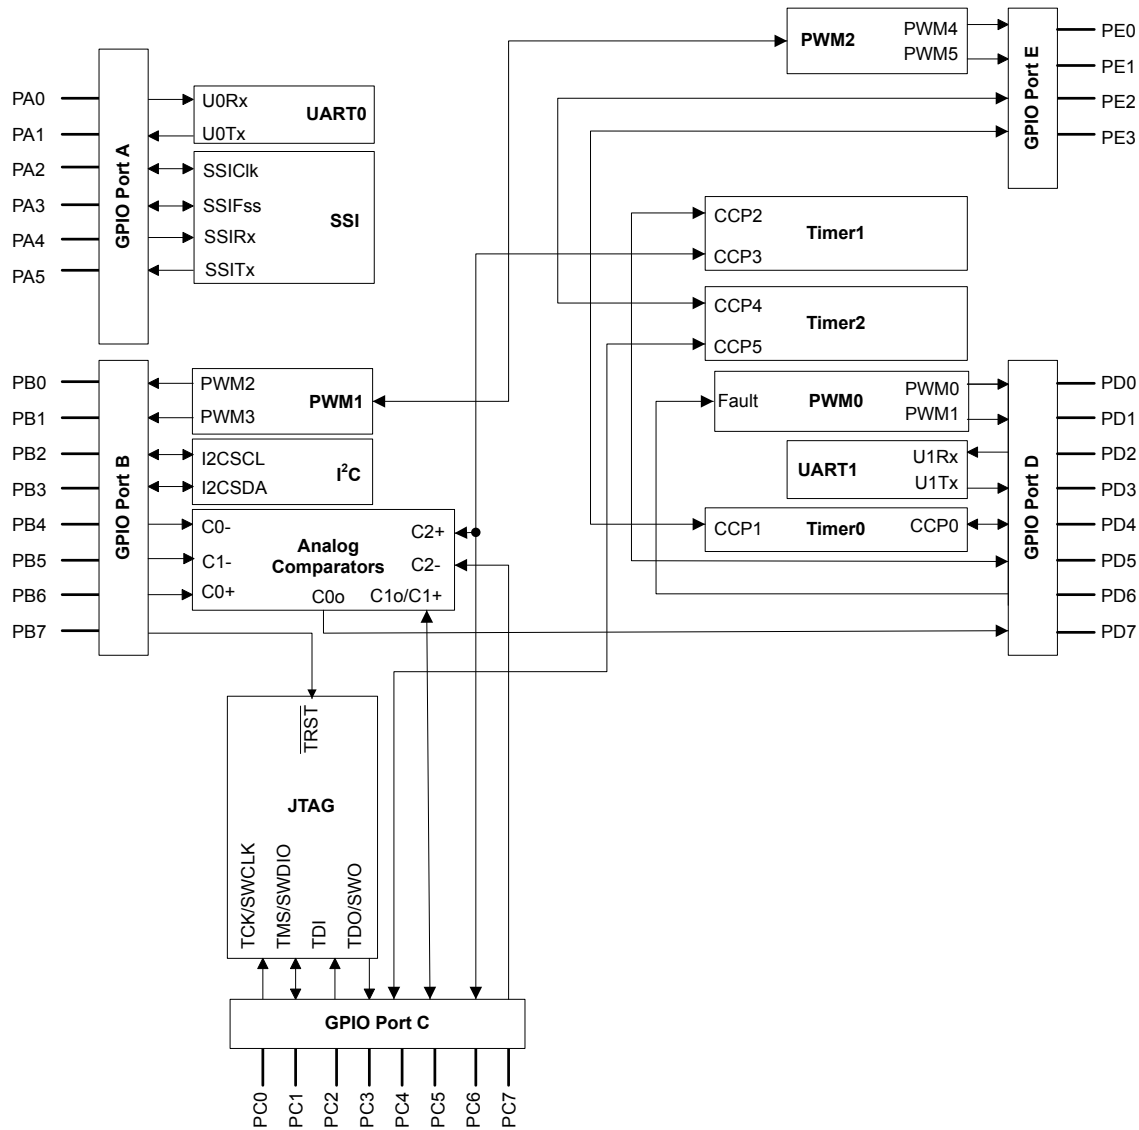 PA0
PA1
PA2
PA3
PA4
PA5
GPIO Port A
U0Rx
U0Tx
UART0
SSIClk
SSIFss
SSIRx
SSITx
SSI
PB0
PB1
PB2
PB3
PB4
PB5
PB6
PB7
GPIO Port B
PWM2
PWM3
PWM1
I2CSCL
I2CSDA
I²C
C0-
C1-
C0+
Analog
Comparators
C2+
C2-
C0o
C1o/C1+
TRST
JTAG
TCK/SWCLK
TMS/SWDIO
TDI
TDO/SWO
GPIO Port C
PC0
PC1
PC2
PC3
PC4
PC5
PC6
PC7
PWM2
PWM4
PWM5
GPIO Port E
PE0
PE1
PE2
PE3
CCP2
CCP3
Timer1
CCP4
CCP5
Timer2
Fault
PWM0
PWM0
PWM1
UART1
U1Rx
U1Tx
CCP1
Timer0
CCP0
GPIO Port D
PD0
PD1
PD2
PD3
PD4
PD5
PD6
PD7